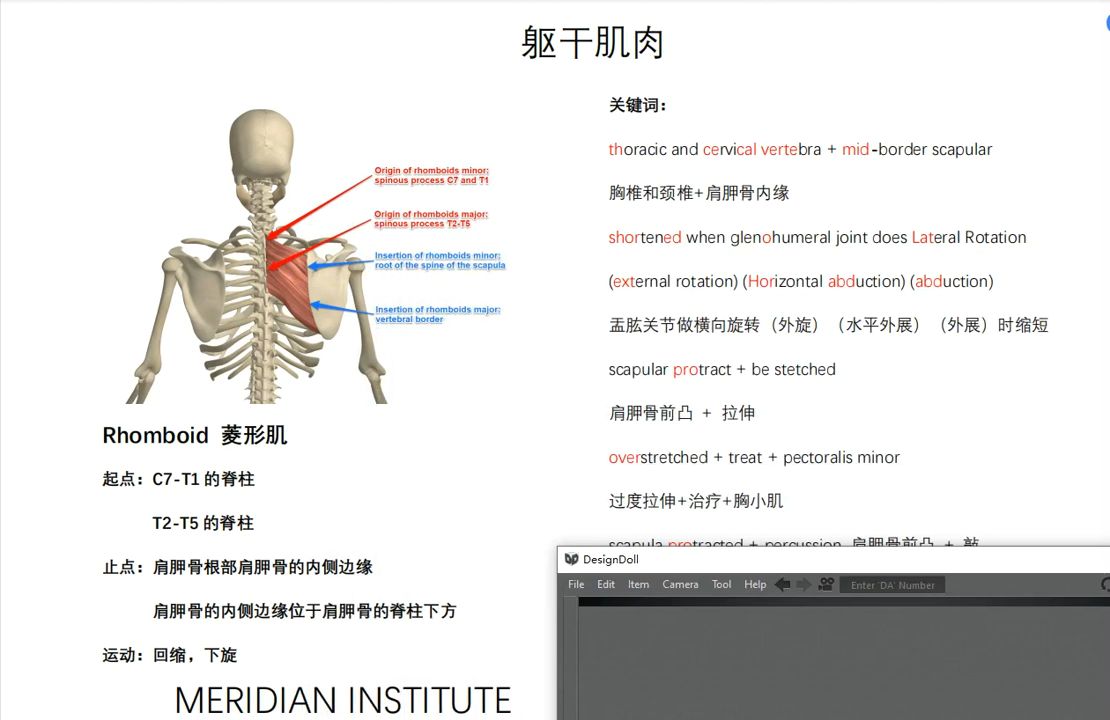 躯干肌肉
Origin of rhomboids minor:
spinous process C7 and T1
Origin of rhomboids major:
spinous process T2-T5
Insertion of rhomboids minor:
root of the spine of the scapula
Insertion of rhomboids major:
vertebral border
Rhomboid 菱形肌
起点：C7-T1 的脊柱
T2-T5 的脊柱
止点：肩胛骨根部肩胛骨的内侧边缘
肩胛骨的内侧边缘位于肩胛骨的脊柱下方
运动：回缩，下旋
MERIDIAN INSTITUTE
关键词：
thoracic and cervical vertebra + mid-border scapular
胸椎和颈椎+肩胛骨内缘
shortened when glenohumeral joint does Lateral Rotation
(external rotation) (Horizontal abduction) (abduction)
盂肱关节做横向旋转（外旋）（水平外展）（外展）时缩短
scapular protract + be stetched
肩胛骨前凸 + 拉伸
overstretched + treat + pectoralis minor
过度拉伸+治疗+胸小肌
scapula protracted + percussion 肩胛骨前凸 + 敲
DesignDoll
File Edit Item Camera Tool Help Enter 'DA' Number